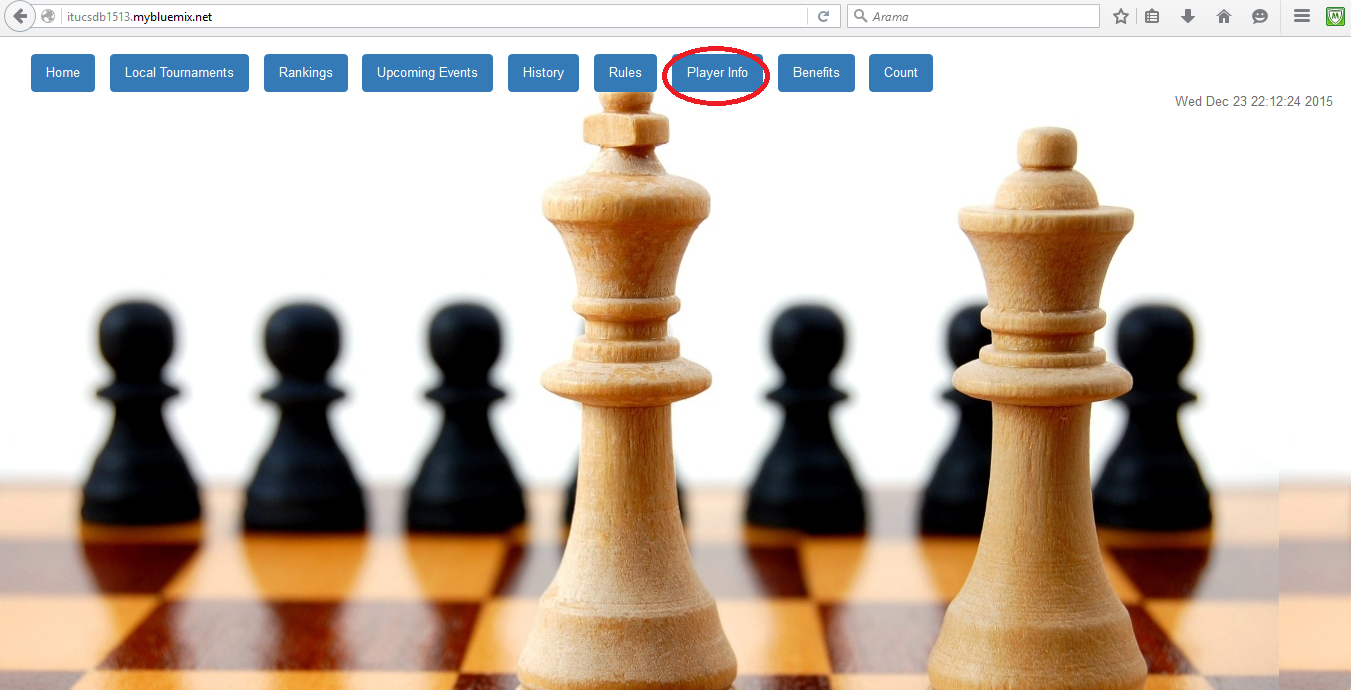 itucsdb1513.mybluemix.net
Arama
Home Local Tournaments Rankings Upcoming Events History Rules Player Info Benefits Count
Wed Dec 23 22:12:24 2015